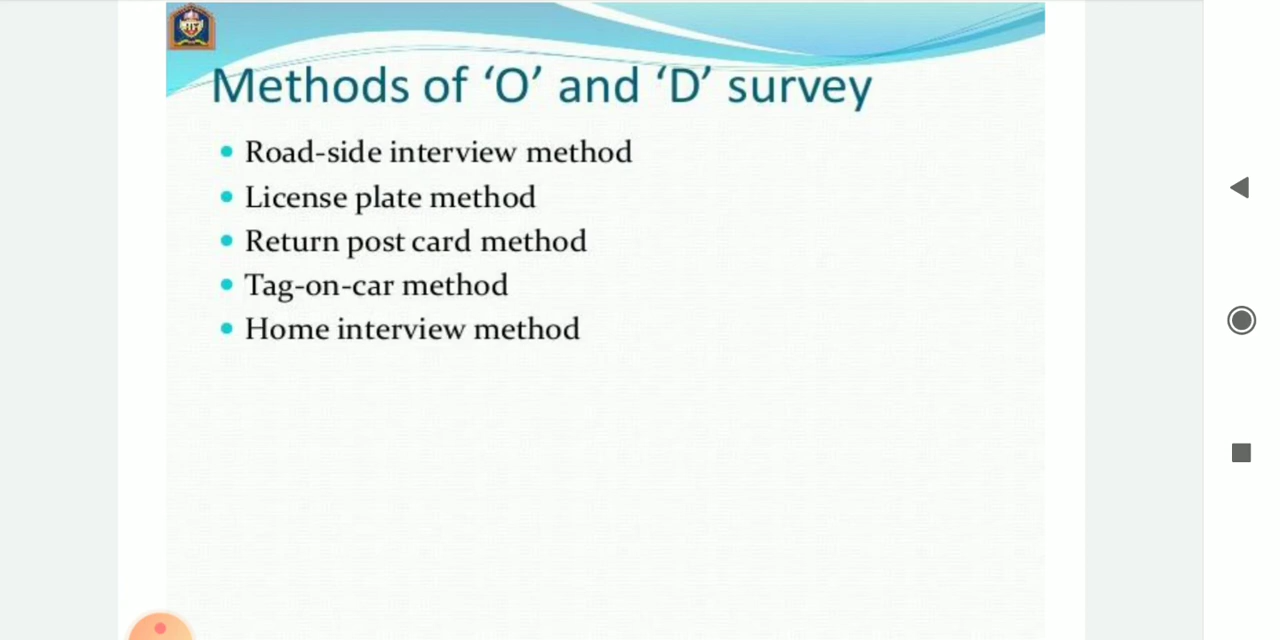 Methods of ‘O’ and ‘D’ survey
Road-side interview method
License plate method
Return post card method
Tag-on-car method
Home interview method